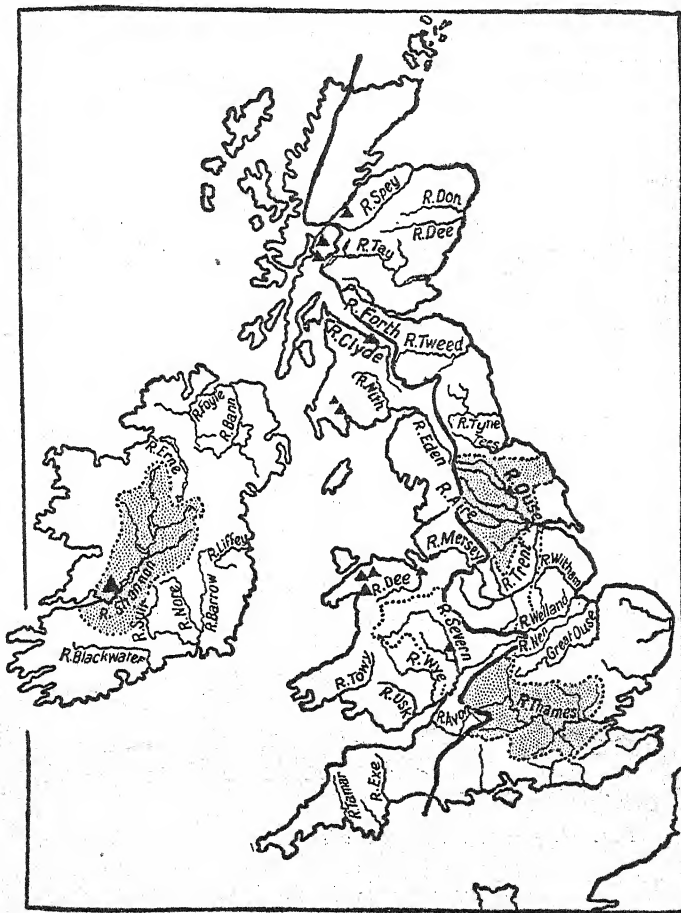 R.Spey
R.Don
R.Dee
R.Tay
R.Forth
R.Clyde
R.Tweed
R.Nith
R.Foyle
R.Bann
R.Erne
R.Tyne
Tees
R.Eden
R.Ouse
R.Aire
R.Mersey
R.Trent
R.Witham
R.Liffey
R.Shannon
R.Suir
R.Nore
R.Barrow
R.Blackwater
R.Dee
R.Severn
R.Welland
R.Nen
Great Ouse
R.Towy
R.Wye
R.Usk
R.Avon
R.Thames
R.Tamar
R.Exe